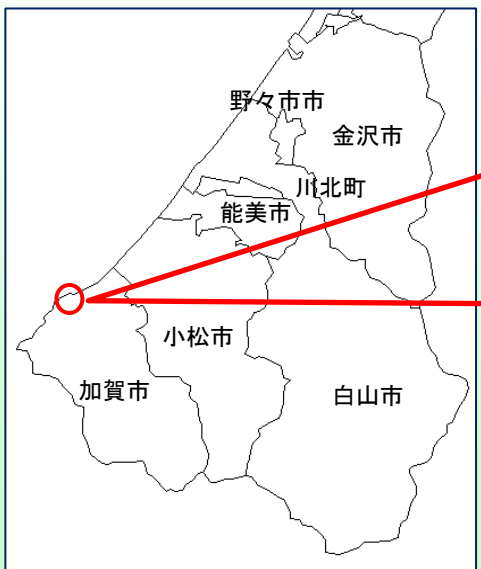 野々市市
金沢市
川北町
能美市
小松市
加賀市
白山市